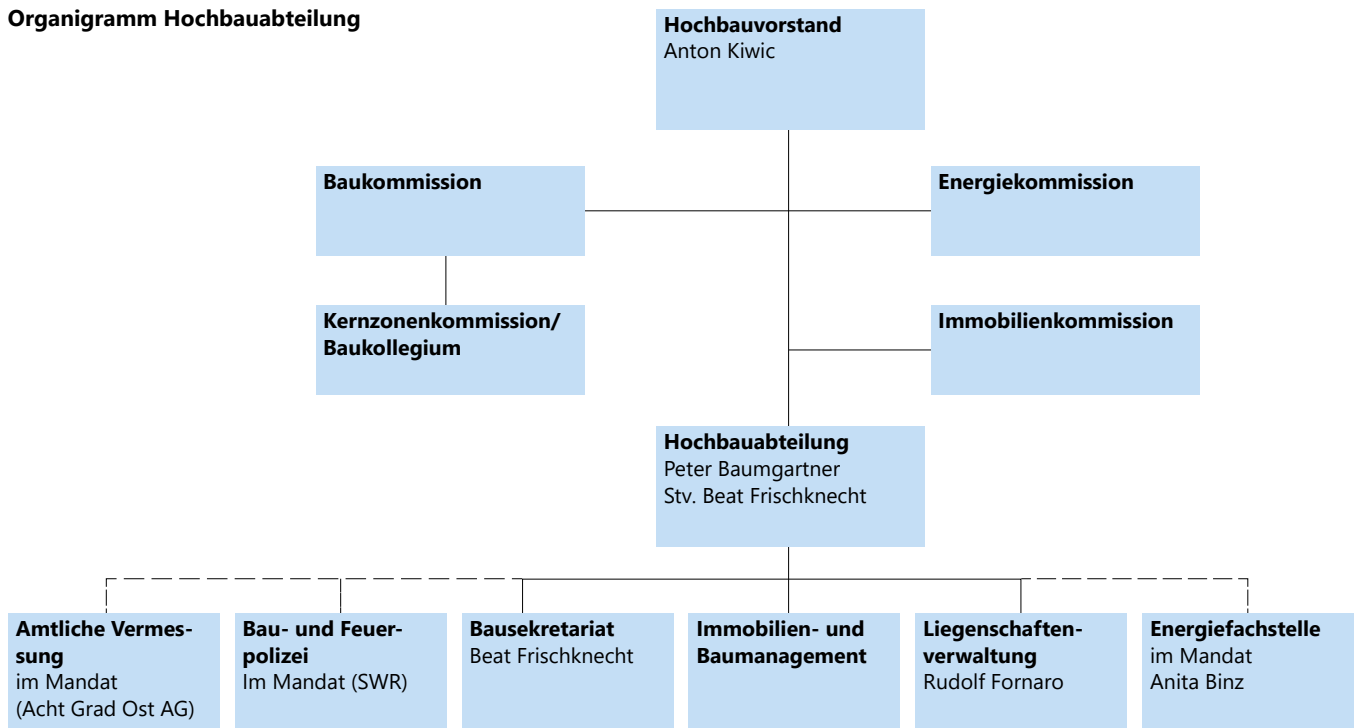 Organigramm Hochbauabteilung
Hochbauvorstand
Anton Kiwic
Baukommission
Energiekommission
Kernzonenkommission/
Baukollegium
Immobilienkommission
Hochbauabteilung
Peter Baumgartner
Stv. Beat Frischknecht
Amtliche Vermes-
sung
im Mandat
(Acht Grad Ost AG)
Bau- und Feuer-
polizei
Im Mandat (SWR)
Bausekretariat
Beat Frischknecht
Immobilien- und
Baumanagement
Liegenschaften-
verwaltung
Rudolf Fornaro
Energiefachstelle
im Mandat
Anita Binz